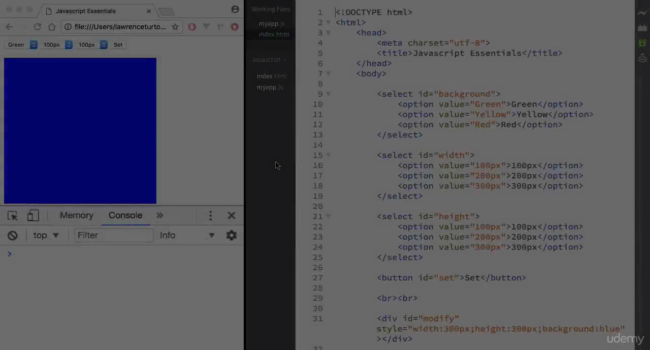 Javascript Essentials
file:///Users/lawrenceturto...
Green 100px 100px Set
Memory Console »
top Filter Info
>
Working Files
myapp.js
index.html
index.html
myapp.js
1 <!DOCTYPE html>
2 <html>
3 <head>
4 <meta charset="utf-8">
5 <title>Javascript Essentials</title>
6 </head>
7 <body>
8
9 <select id="background">
10 <option value="Green">Green</option>
11 <option value="Yellow">Yellow</option>
12 <option value="Red">Red</option>
13 </select>
14
15 <select id="width">
16 <option value="100px">100px</option>
17 <option value="200px">200px</option>
18 <option value="300px">300px</option>
19 </select>
20
21 <select id="height">
22 <option value="100px">100px</option>
23 <option value="200px">200px</option>
24 <option value="300px">300px</option>
25 </select>
26
27 <button id="set">Set</button>
28
29 <br><br>
30
31 <div id="modify"
style="width:300px;height:300px;background:blue"
></div>
udemy